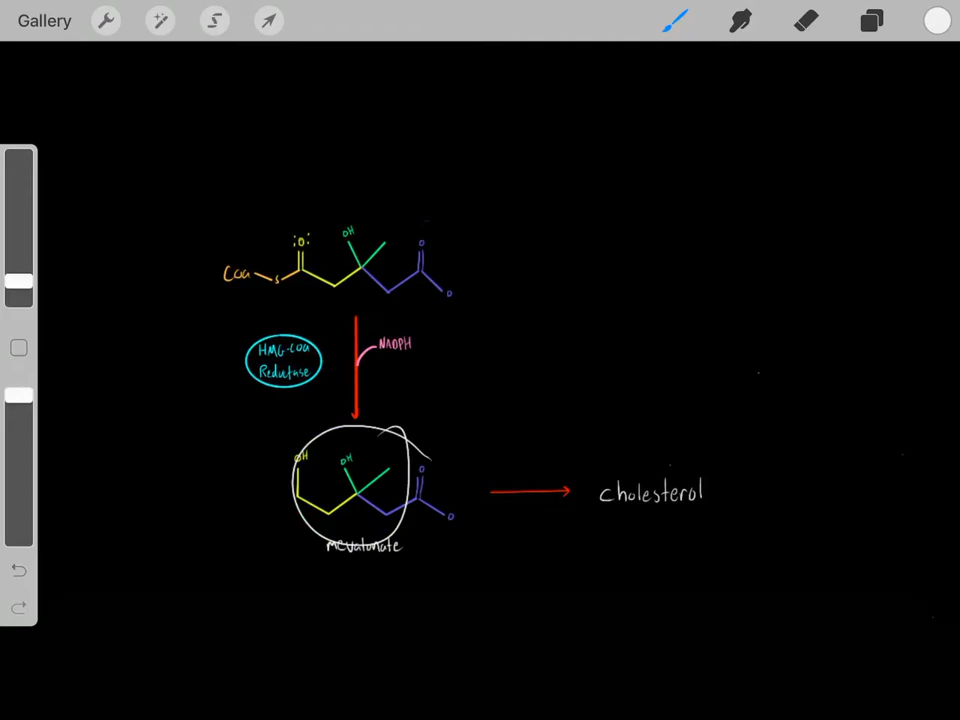 Gallery
:O:
OH
O
Coa
S
O
HMG-COA
Reductase
NADPH
OH
OH
O
O
mevalonate
cholesterol